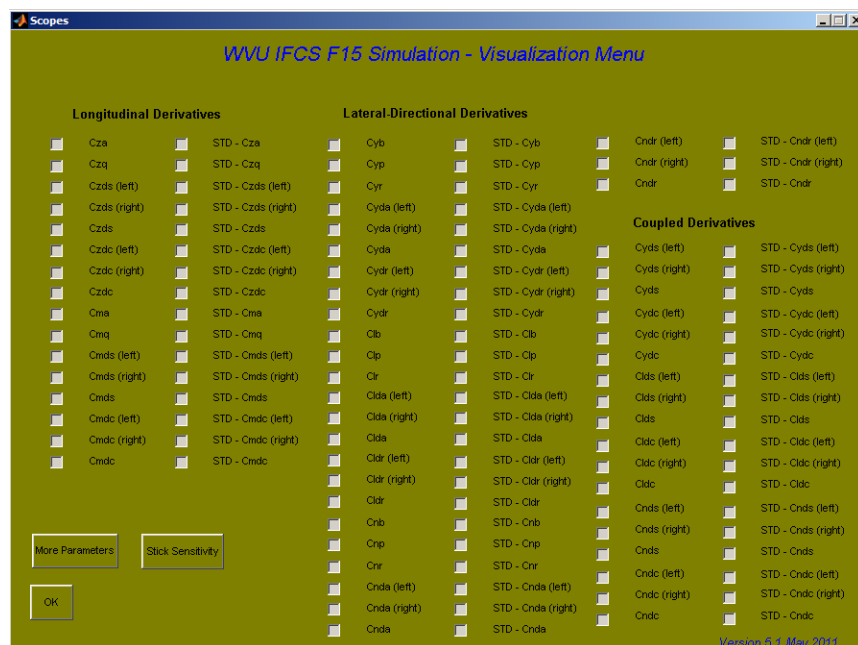 Scopes
WVU IFCS F15 Simulation - Visualization Menu
Longitudinal Derivatives
Cza STD - Cza
Czq STD - Czq
Czds (left) STD - Czds (left)
Czds (right) STD - Czds (right)
Czds STD - Czds
Czdc (left) STD - Czdc (left)
Czdc (right) STD - Czdc (right)
Czdc STD - Czdc
Cma STD - Cma
Cmq STD - Cmq
Cmds (left) STD - Cmds (left)
Cmds (right) STD - Cmds (right)
Cmds STD - Cmds
Cmdc (left) STD - Cmdc (left)
Cmdc (right) STD - Cmdc (right)
Cmdc STD - Cmdc
Lateral-Directional Derivatives
Cyb STD - Cyb
Cyp STD - Cyp
Cyr STD - Cyr
Cyda (left) STD - Cyda (left)
Cyda (right) STD - Cyda (right)
Cyda STD - Cyda
Cydr (left) STD - Cydr (left)
Cydr (right) STD - Cydr (right)
Cydr STD - Cydr
Clb STD - Clb
Clp STD - Clp
Clr STD - Clr
Clda (left) STD - Clda (left)
Clda (right) STD - Clda (right)
Clda STD - Clda
Cldr (left) STD - Cldr (left)
Cldr (right) STD - Cldr (right)
Cldr STD - Cldr
Cnb STD - Cnb
Cnp STD - Cnp
Cnr STD - Cnr
Cnda (left) STD - Cnda (left)
Cnda (right) STD - Cnda (right)
Cnda STD - Cnda
Cndr (left) STD - Cndr (left)
Cndr (right) STD - Cndr (right)
Cndr STD - Cndr
Coupled Derivatives
Cyds (left) STD - Cyds (left)
Cyds (right) STD - Cyds (right)
Cyds STD - Cyds
Cydc (left) STD - Cydc (left)
Cydc (right) STD - Cydc (right)
Cydc STD - Cydc
Clds (left) STD - Clds (left)
Clds (right) STD - Clds (right)
Clds STD - Clds
Cldc (left) STD - Cldc (left)
Cldc (right) STD - Cldc (right)
Cldc STD - Cldc
Cnds (left) STD - Cnds (left)
Cnds (right) STD - Cnds (right)
Cnds STD - Cnds
Cndc (left) STD - Cndc (left)
Cndc (right) STD - Cndc (right)
Cndc STD - Cndc
More Parameters Stick Sensitivity
OK
Version 5.1 May 2011